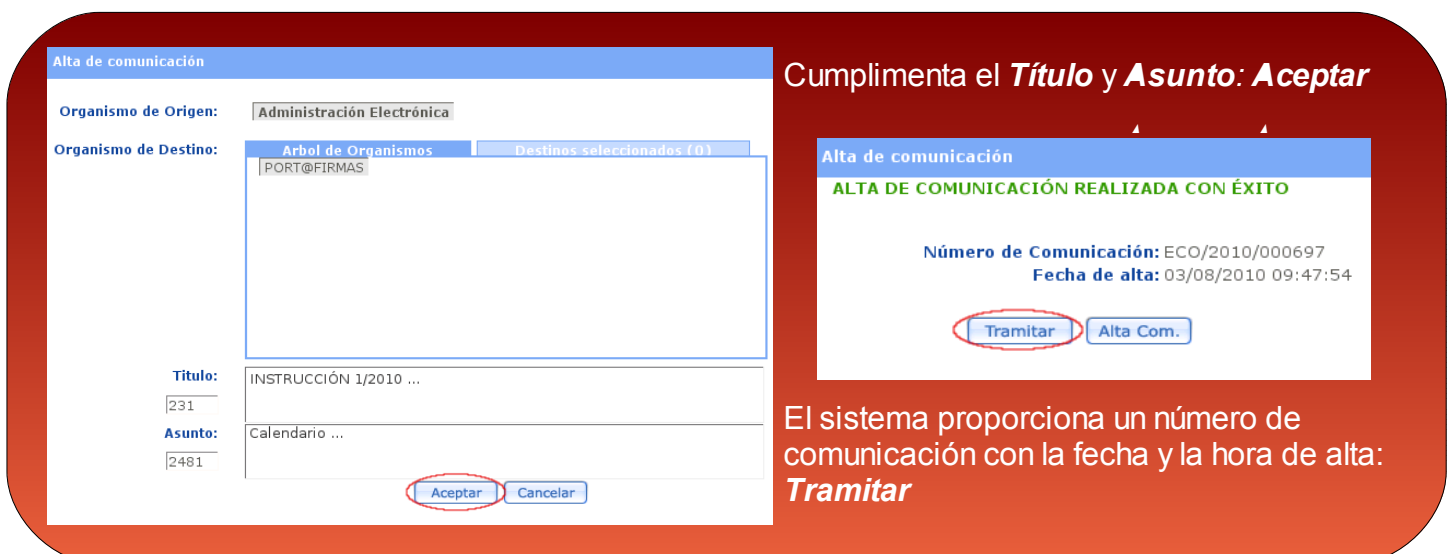 Alta de comunicación
Organismo de Origen: Administración Electrónica
Organismo de Destino: Arbol de Organismos Destinos seleccionados (0)
PORT@FIRMAS
Titulo: INSTRUCCIÓN 1/2010 ...
231
Asunto: Calendario ...
2481
Aceptar Cancelar
Cumplimenta el Título y Asunto: Aceptar
Alta de comunicación
ALTA DE COMUNICACIÓN REALIZADA CON ÉXITO
Número de Comunicación: ECO/2010/000697
Fecha de alta: 03/08/2010 09:47:54
Tramitar Alta Com.
El sistema proporciona un número de
comunicación con la fecha y la hora de alta:
Tramitar